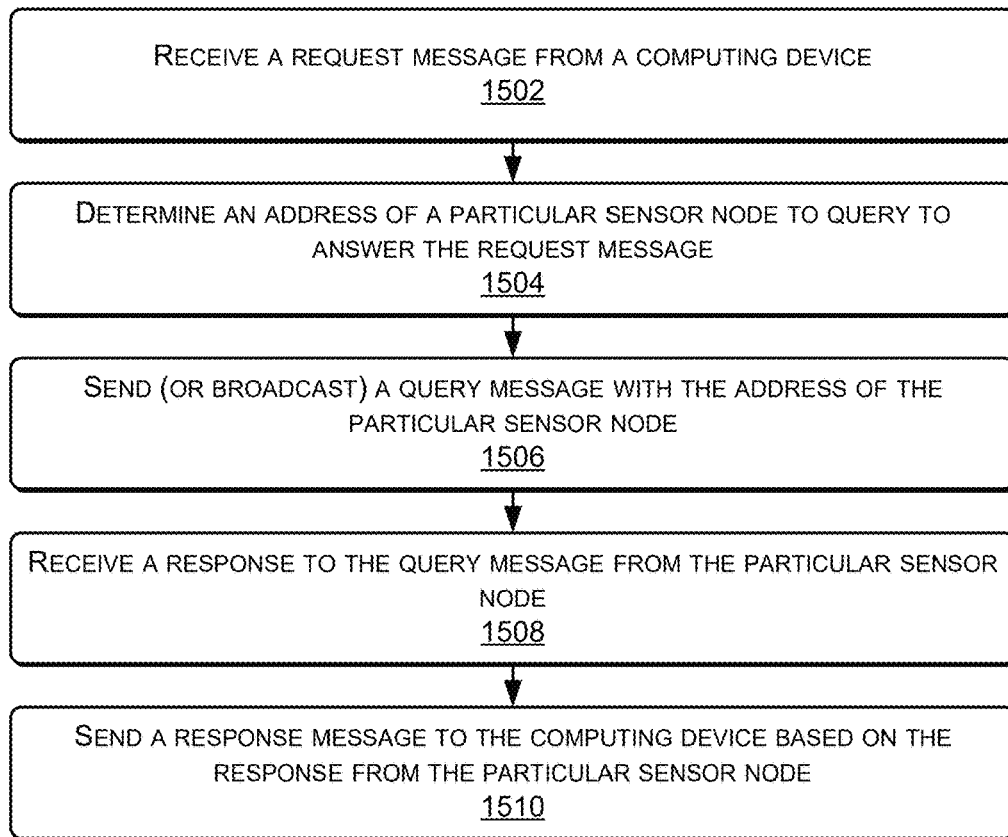 RECEIVE A REQUEST MESSAGE FROM A COMPUTING DEVICE
1502
DETERMINE AN ADDRESS OF A PARTICULAR SENSOR NODE TO QUERY TO
ANSWER THE REQUEST MESSAGE
1504
SEND (OR BROADCAST) A QUERY MESSAGE WITH THE ADDRESS OF THE
PARTICULAR SENSOR NODE
1506
RECEIVE A RESPONSE TO THE QUERY MESSAGE FROM THE PARTICULAR SENSOR
NODE
1508
SEND A RESPONSE MESSAGE TO THE COMPUTING DEVICE BASED ON THE
RESPONSE FROM THE PARTICULAR SENSOR NODE
1510